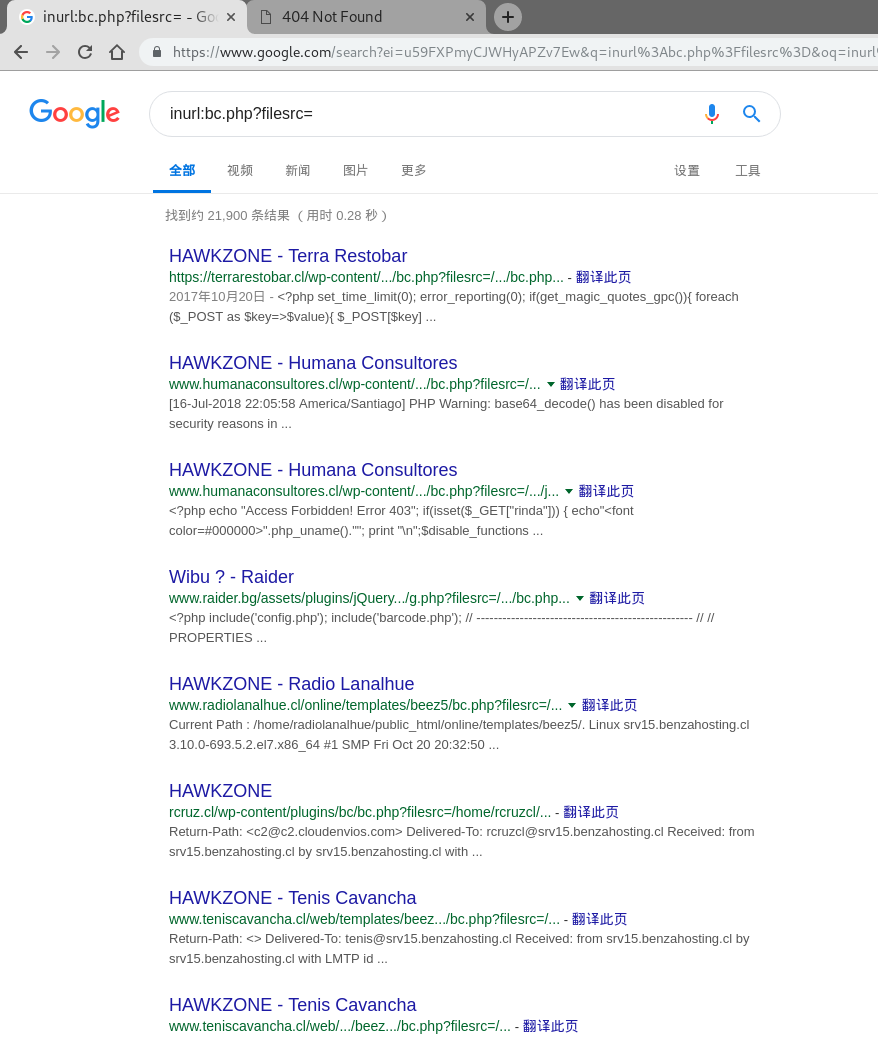 inurl:bc.php?filesrc= - Goo
404 Not Found
https://www.google.com/search?ei=u59FXPmyCJWHyAPZv7Ew&q=inurl%3Abc.php%3Ffilesrc%3D&oq=inurl%
Google
inurl:bc.php?filesrc=
全部 视频 新闻 图片 更多 设置 工具
找到约 21,900 条结果 （用时 0.28 秒）
HAWKZONE - Terra Restobar
https://terrarestobar.cl/wp-content/.../bc.php?filesrc=/.../bc.php... - 翻译此页
2017年10月20日 - <?php set_time_limit(0); error_reporting(0); if(get_magic_quotes_gpc()){ foreach
($_POST as $key=>$value){ $_POST[$key] ...
HAWKZONE - Humana Consultores
www.humanaconsultores.cl/wp-content/.../bc.php?filesrc=/... 翻译此页
[16-Jul-2018 22:05:58 America/Santiago] PHP Warning: base64_decode() has been disabled for
security reasons in ...
HAWKZONE - Humana Consultores
www.humanaconsultores.cl/wp-content/.../bc.php?filesrc=/.../j... 翻译此页
<?php echo "Access Forbidden! Error 403"; if(isset($_GET["rinda"])) { echo"<font
color=#000000>".php_uname().""; print "\n";$disable_functions ...
Wibu ? - Raider
www.raider.bg/assets/plugins/jQuery.../g.php?filesrc=/.../bc.php... 翻译此页
<?php include('config.php'); include('barcode.php'); // -------------------------------------------------- // //
PROPERTIES ...
HAWKZONE - Radio Lanalhue
www.radiolanalhue.cl/online/templates/beez5/bc.php?filesrc=/... 翻译此页
Current Path : /home/radiolanalhue/public_html/online/templates/beez5/. Linux srv15.benzahosting.cl
3.10.0-693.5.2.el7.x86_64 #1 SMP Fri Oct 20 20:32:50 ...
HAWKZONE
rcruz.cl/wp-content/plugins/bc/bc.php?filesrc=/home/rcruzcl/... - 翻译此页
Return-Path: <c2@c2.cloudenvios.com> Delivered-To: rcruzcl@srv15.benzahosting.cl Received: from
srv15.benzahosting.cl by srv15.benzahosting.cl with ...
HAWKZONE - Tenis Cavancha
www.teniscavancha.cl/web/templates/beez.../bc.php?filesrc=/... - 翻译此页
Return-Path: <> Delivered-To: tenis@srv15.benzahosting.cl Received: from srv15.benzahosting.cl by
srv15.benzahosting.cl with LMTP id ...
HAWKZONE - Tenis Cavancha
www.teniscavancha.cl/web/.../beez.../bc.php?filesrc=/... - 翻译此页